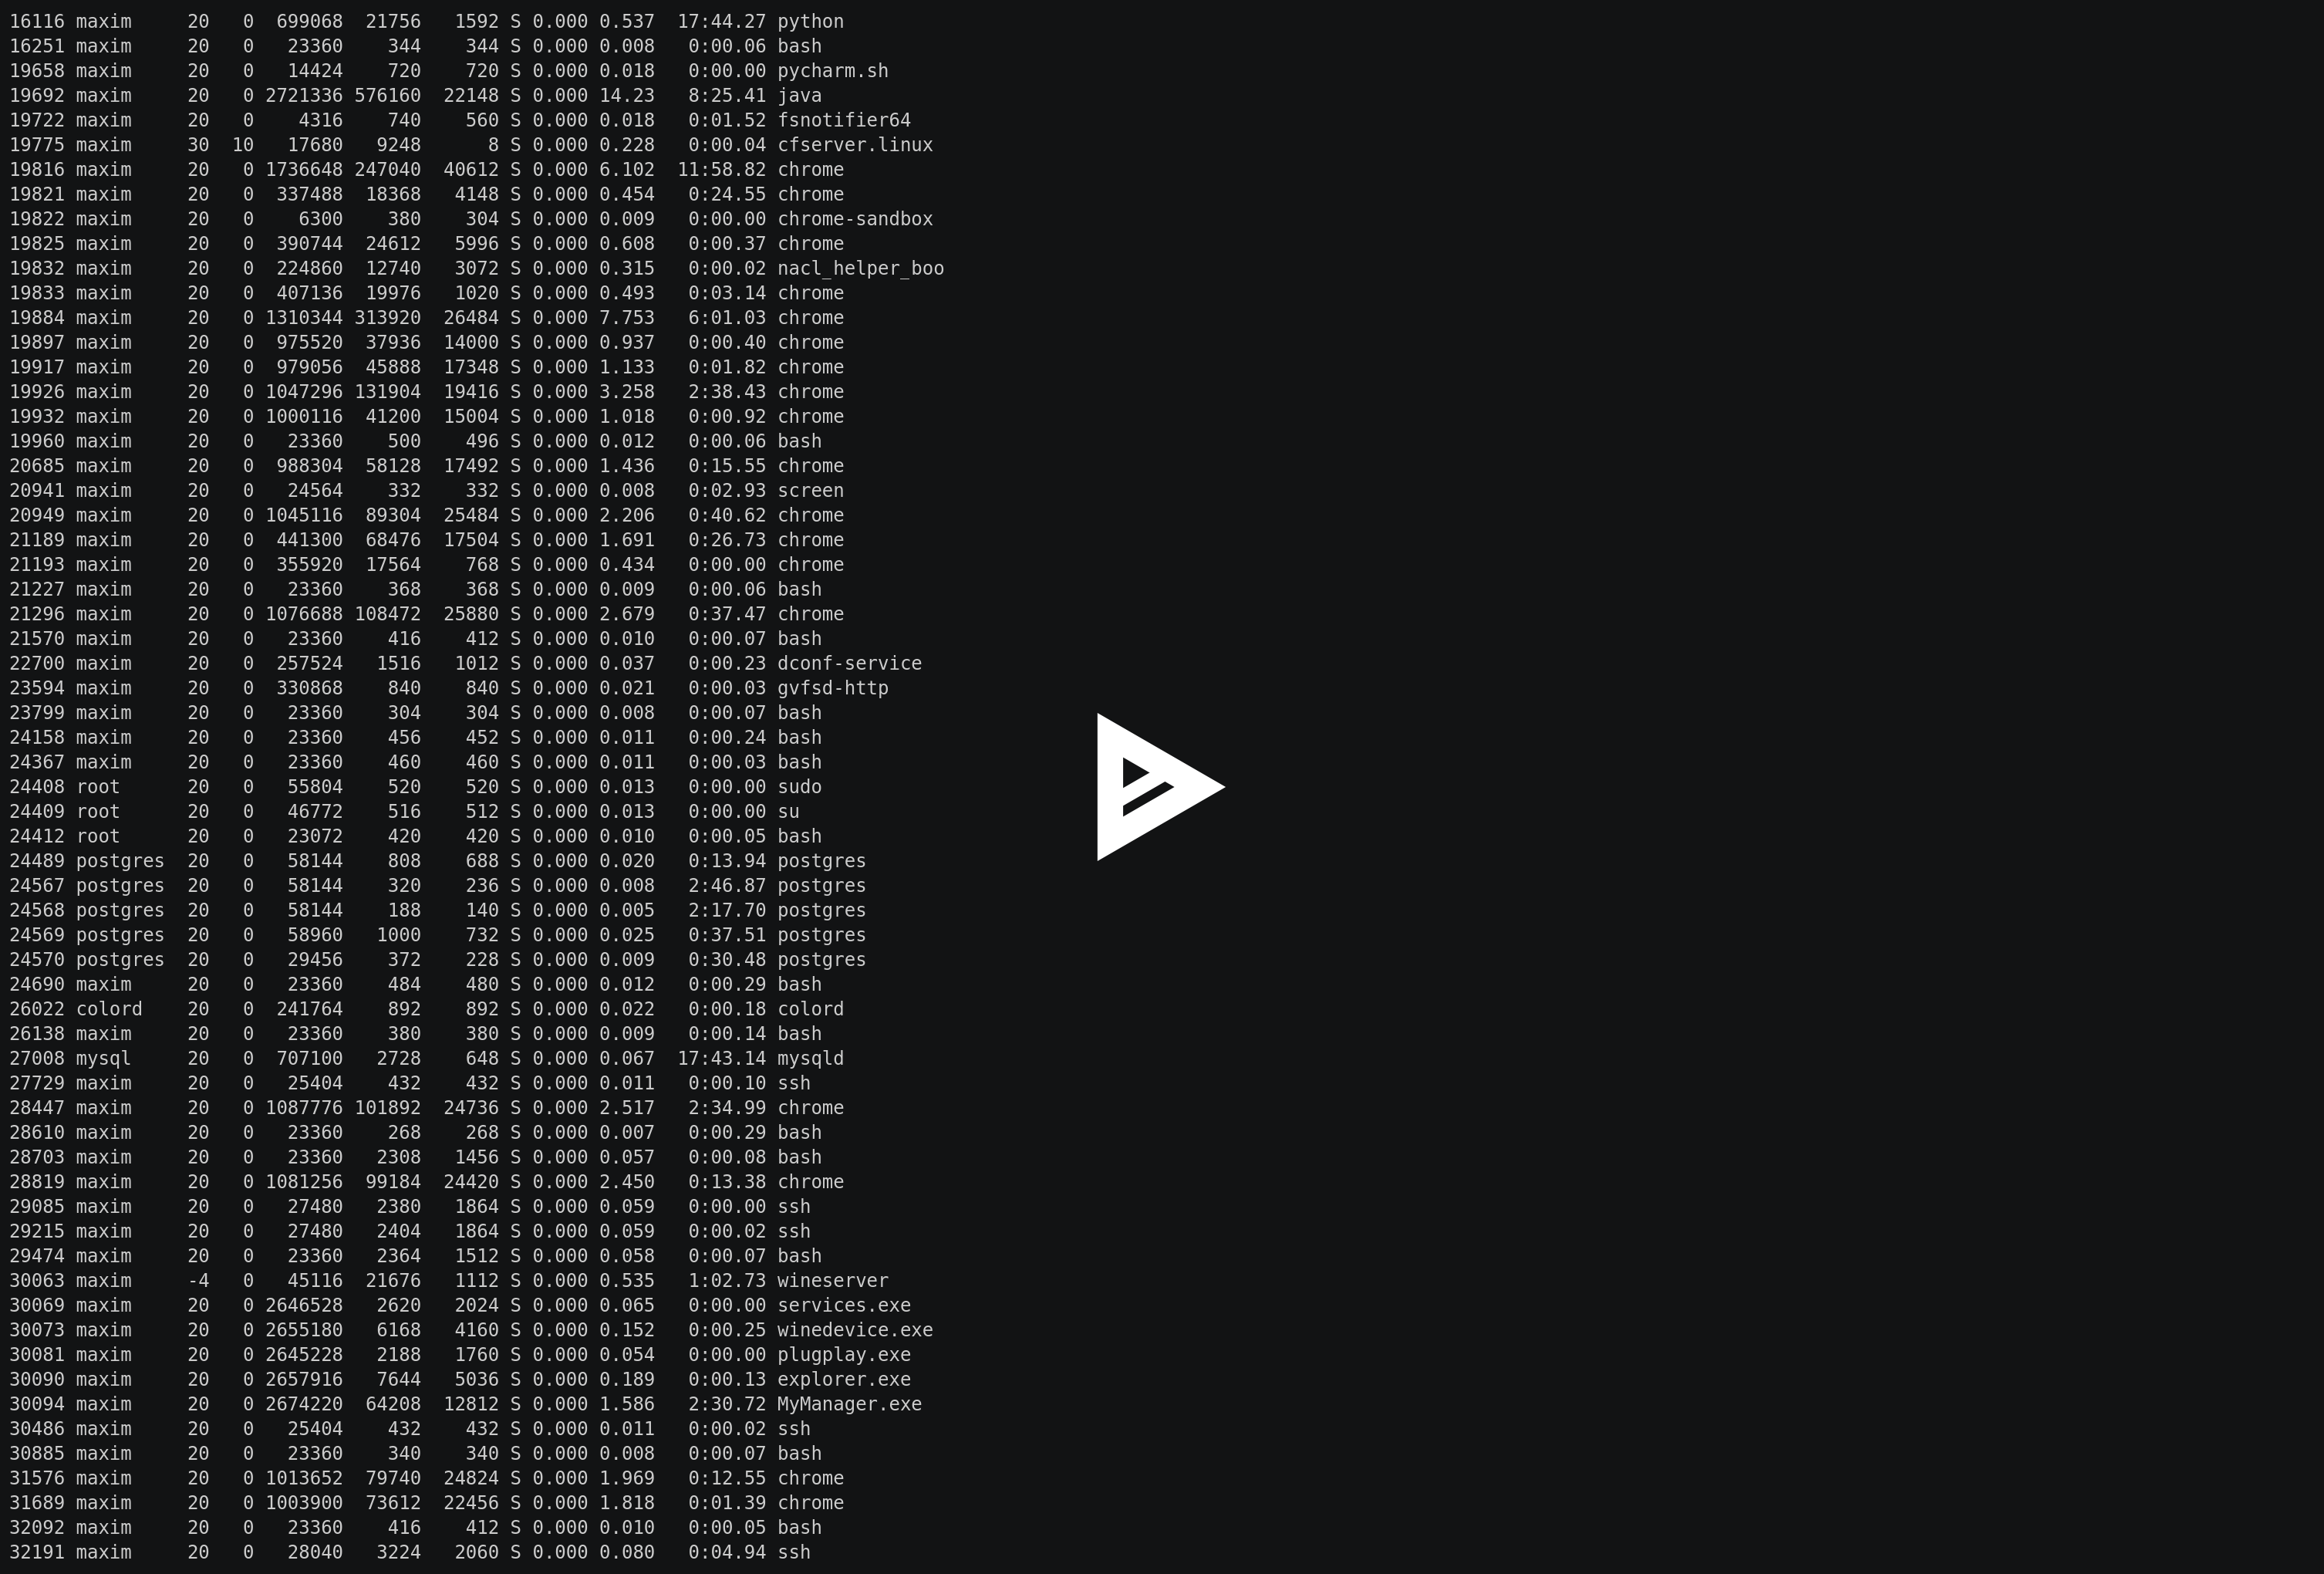 16116 maxim     20   0  699068  21756   1592 S 0.000 0.537  17:44.27 python
16251 maxim     20   0   23360    344    344 S 0.000 0.008   0:00.06 bash
19658 maxim     20   0   14424    720    720 S 0.000 0.018   0:00.00 pycharm.sh
19692 maxim     20   0 2721336 576160  22148 S 0.000 14.23   8:25.41 java
19722 maxim     20   0    4316    740    560 S 0.000 0.018   0:01.52 fsnotifier64
19775 maxim     30  10   17680   9248      8 S 0.000 0.228   0:00.04 cfserver.linux
19816 maxim     20   0 1736648 247040  40612 S 0.000 6.102  11:58.82 chrome
19821 maxim     20   0  337488  18368   4148 S 0.000 0.454   0:24.55 chrome
19822 maxim     20   0    6300    380    304 S 0.000 0.009   0:00.00 chrome-sandbox
19825 maxim     20   0  390744  24612   5996 S 0.000 0.608   0:00.37 chrome
19832 maxim     20   0  224860  12740   3072 S 0.000 0.315   0:00.02 nacl_helper_boo
19833 maxim     20   0  407136  19976   1020 S 0.000 0.493   0:03.14 chrome
19884 maxim     20   0 1310344 313920  26484 S 0.000 7.753   6:01.03 chrome
19897 maxim     20   0  975520  37936  14000 S 0.000 0.937   0:00.40 chrome
19917 maxim     20   0  979056  45888  17348 S 0.000 1.133   0:01.82 chrome
19926 maxim     20   0 1047296 131904  19416 S 0.000 3.258   2:38.43 chrome
19932 maxim     20   0 1000116  41200  15004 S 0.000 1.018   0:00.92 chrome
19960 maxim     20   0   23360    500    496 S 0.000 0.012   0:00.06 bash
20685 maxim     20   0  988304  58128  17492 S 0.000 1.436   0:15.55 chrome
20941 maxim     20   0   24564    332    332 S 0.000 0.008   0:02.93 screen
20949 maxim     20   0 1045116  89304  25484 S 0.000 2.206   0:40.62 chrome
21189 maxim     20   0  441300  68476  17504 S 0.000 1.691   0:26.73 chrome
21193 maxim     20   0  355920  17564    768 S 0.000 0.434   0:00.00 chrome
21227 maxim     20   0   23360    368    368 S 0.000 0.009   0:00.06 bash
21296 maxim     20   0 1076688 108472  25880 S 0.000 2.679   0:37.47 chrome
21570 maxim     20   0   23360    416    412 S 0.000 0.010   0:00.07 bash
22700 maxim     20   0  257524   1516   1012 S 0.000 0.037   0:00.23 dconf-service
23594 maxim     20   0  330868    840    840 S 0.000 0.021   0:00.03 gvfsd-http
23799 maxim     20   0   23360    304    304 S 0.000 0.008   0:00.07 bash
24158 maxim     20   0   23360    456    452 S 0.000 0.011   0:00.24 bash
24367 maxim     20   0   23360    460    460 S 0.000 0.011   0:00.03 bash
24408 root      20   0   55804    520    520 S 0.000 0.013   0:00.00 sudo
24409 root      20   0   46772    516    512 S 0.000 0.013   0:00.00 su
24412 root      20   0   23072    420    420 S 0.000 0.010   0:00.05 bash
24489 postgres  20   0   58144    808    688 S 0.000 0.020   0:13.94 postgres
24567 postgres  20   0   58144    320    236 S 0.000 0.008   2:46.87 postgres
24568 postgres  20   0   58144    188    140 S 0.000 0.005   2:17.70 postgres
24569 postgres  20   0   58960   1000    732 S 0.000 0.025   0:37.51 postgres
24570 postgres  20   0   29456    372    228 S 0.000 0.009   0:30.48 postgres
24690 maxim     20   0   23360    484    480 S 0.000 0.012   0:00.29 bash
26022 colord    20   0  241764    892    892 S 0.000 0.022   0:00.18 colord
26138 maxim     20   0   23360    380    380 S 0.000 0.009   0:00.14 bash
27008 mysql     20   0  707100   2728    648 S 0.000 0.067  17:43.14 mysqld
27729 maxim     20   0   25404    432    432 S 0.000 0.011   0:00.10 ssh
28447 maxim     20   0 1087776 101892  24736 S 0.000 2.517   2:34.99 chrome
28610 maxim     20   0   23360    268    268 S 0.000 0.007   0:00.29 bash
28703 maxim     20   0   23360   2308   1456 S 0.000 0.057   0:00.08 bash
28819 maxim     20   0 1081256  99184  24420 S 0.000 2.450   0:13.38 chrome
29085 maxim     20   0   27480   2380   1864 S 0.000 0.059   0:00.00 ssh
29215 maxim     20   0   27480   2404   1864 S 0.000 0.059   0:00.02 ssh
29474 maxim     20   0   23360   2364   1512 S 0.000 0.058   0:00.07 bash
30063 maxim     -4   0   45116  21676   1112 S 0.000 0.535   1:02.73 wineserver
30069 maxim     20   0 2646528   2620   2024 S 0.000 0.065   0:00.00 services.exe
30073 maxim     20   0 2655180   6168   4160 S 0.000 0.152   0:00.25 winedevice.exe
30081 maxim     20   0 2645228   2188   1760 S 0.000 0.054   0:00.00 plugplay.exe
30090 maxim     20   0 2657916   7644   5036 S 0.000 0.189   0:00.13 explorer.exe
30094 maxim     20   0 2674220  64208  12812 S 0.000 1.586   2:30.72 MyManager.exe
30486 maxim     20   0   25404    432    432 S 0.000 0.011   0:00.02 ssh
30885 maxim     20   0   23360    340    340 S 0.000 0.008   0:00.07 bash
31576 maxim     20   0 1013652  79740  24824 S 0.000 1.969   0:12.55 chrome
31689 maxim     20   0 1003900  73612  22456 S 0.000 1.818   0:01.39 chrome
32092 maxim     20   0   23360    416    412 S 0.000 0.010   0:00.05 bash
32191 maxim     20   0   28040   3224   2060 S 0.000 0.080   0:04.94 ssh